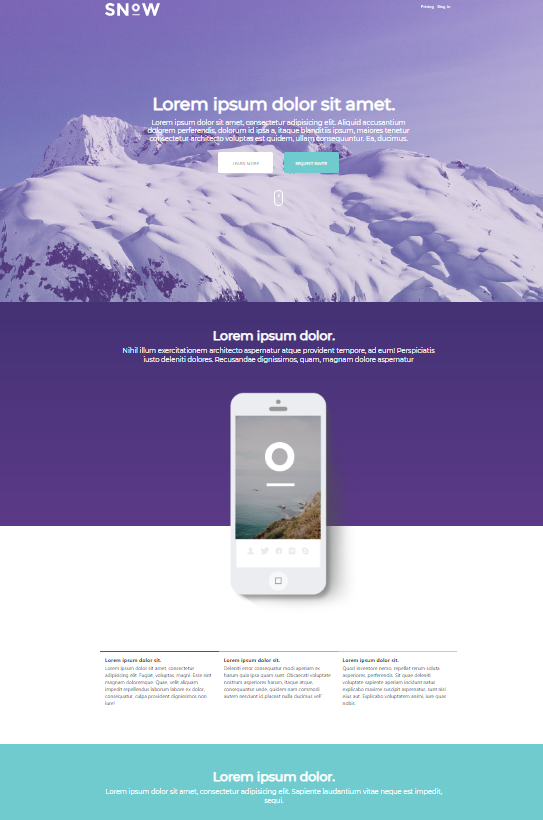 SNOW
Pricing Sing in
Lorem ipsum dolor sit amet.
Lorem ipsum dolor sit amet, consectetur adipisicing elit. Aliquid accusantium
dolorem perferendis, dolorum id ipsa a, itaque blanditiis ipsum, maiores tenetur
consectetur architecto voluptas est quidem, ullam consequuntur. Ea, ducimus.
LEARN MORE REQUEST INVITE
Lorem ipsum dolor.
Nihil illum exercitationem architecto aspernatur atque provident tempore, ad eum! Perspiciatis
iusto deleniti dolores. Recusandae dignissimos, quam, magnam dolore aspernatur
O
Lorem ipsum dolor sit.
Lorem ipsum dolor sit amet, consectetur
adipisicing elit. Fugiat, voluptas, magni. Esse sint
magnam doloremque. Quae, velit aliquam
impedit repellendus laborum labore ex dolor,
consequatur, culpa provident dignissimos non
iure!
Lorem ipsum dolor sit.
Deleniti error consequatur modi aperiam ex
harum quia ipsa quam sunt. Obcaecati voluptate
nostrum asperiores harum, itaque atque,
consequuntur unde, quidem nam commodi
autem nesciunt id placeat nulla ducimus vel!
Lorem ipsum dolor sit.
Quod inventore nemo, repellat rerum soluta
asperiores, perferendis. Sit quae deleniti
voluptate sapiente aperiam incidunt natus
explicabo maxime suscipit aspernatur, sunt nisi
eius aut. Explicabo voluptatem animi, iure quas
nobis.
Lorem ipsum dolor.
Lorem ipsum dolor sit amet, consectetur adipisicing elit. Sapiente laudantium vitae neque est impedit,
sequi.